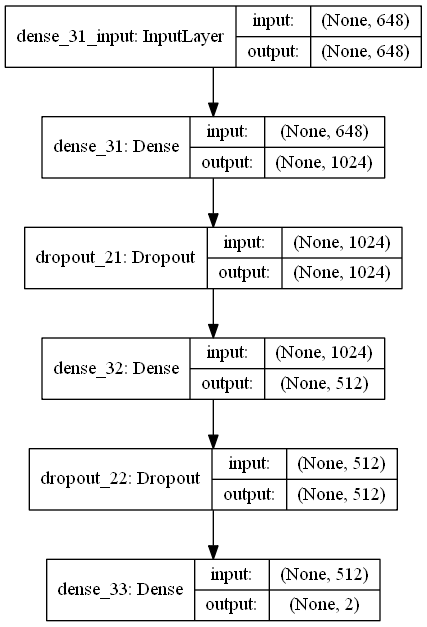 dense_31_input: InputLayer
input: (None, 648)
output: (None, 648)
dense_31: Dense
input: (None, 648)
output: (None, 1024)
dropout_21: Dropout
input: (None, 1024)
output: (None, 1024)
dense_32: Dense
input: (None, 1024)
output: (None, 512)
dropout_22: Dropout
input: (None, 512)
output: (None, 512)
dense_33: Dense
input: (None, 512)
output: (None, 2)